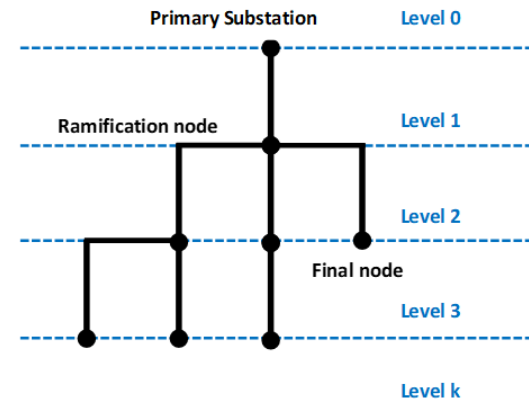 Primary Substation
Level 0
Ramification node
Level 1
Level 2
Final node
Level 3
Level k